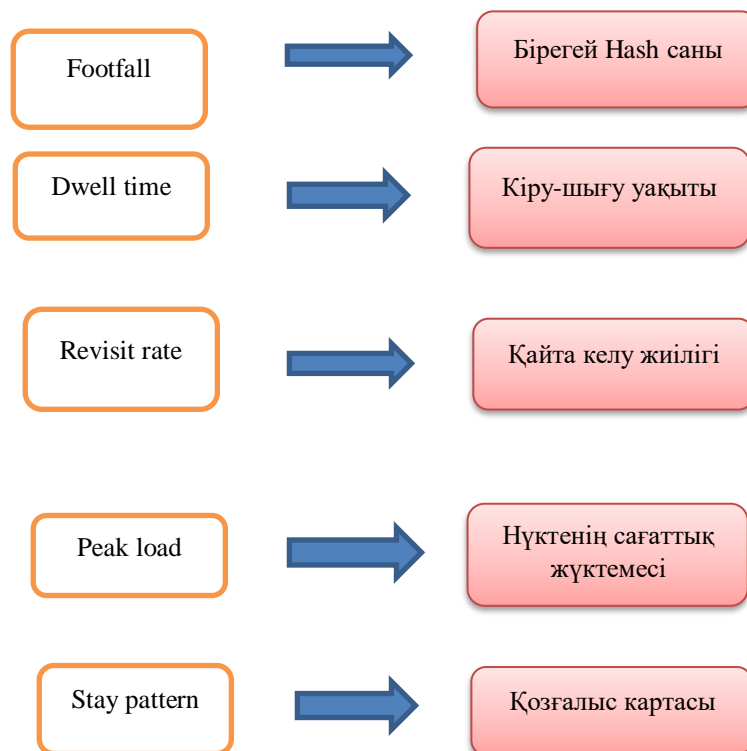 Footfall
Бірегей Hash саны
Dwell time
Кіру-шығу уақыты
Revisit rate
Қайта келу жиілігі
Peak load
Нүктенің сағаттық
жүктемесі
Stay pattern
Қозғалыс картасы